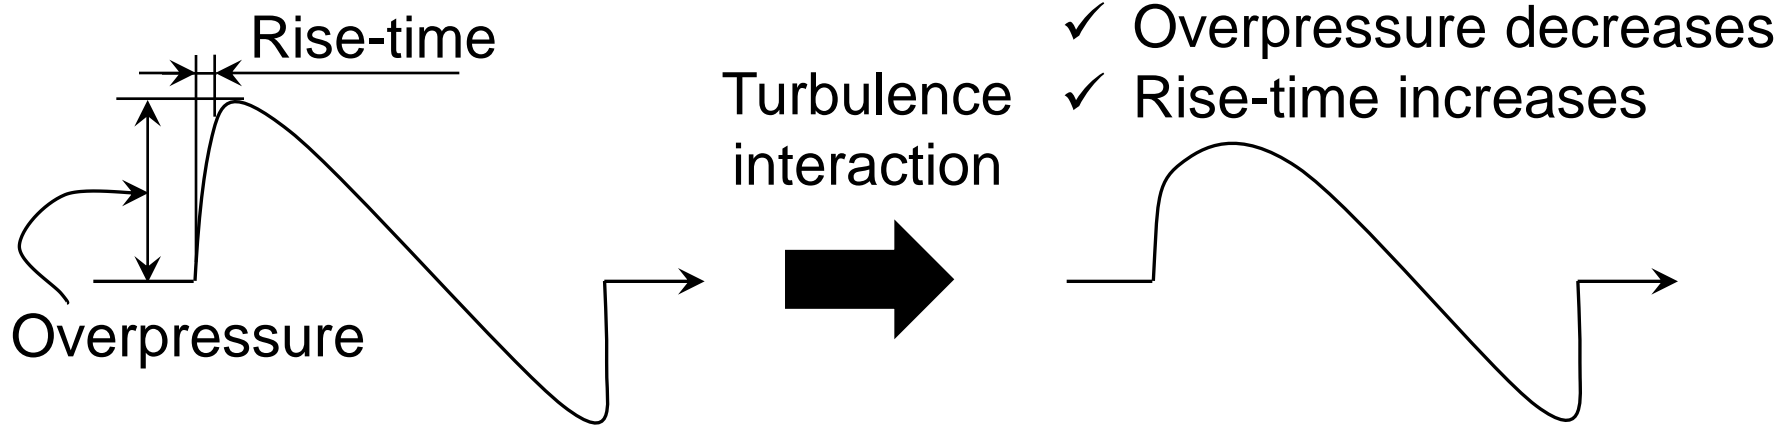 Rise-time
Overpressure
Turbulence
interaction
✓ Overpressure decreases
✓ Rise-time increases